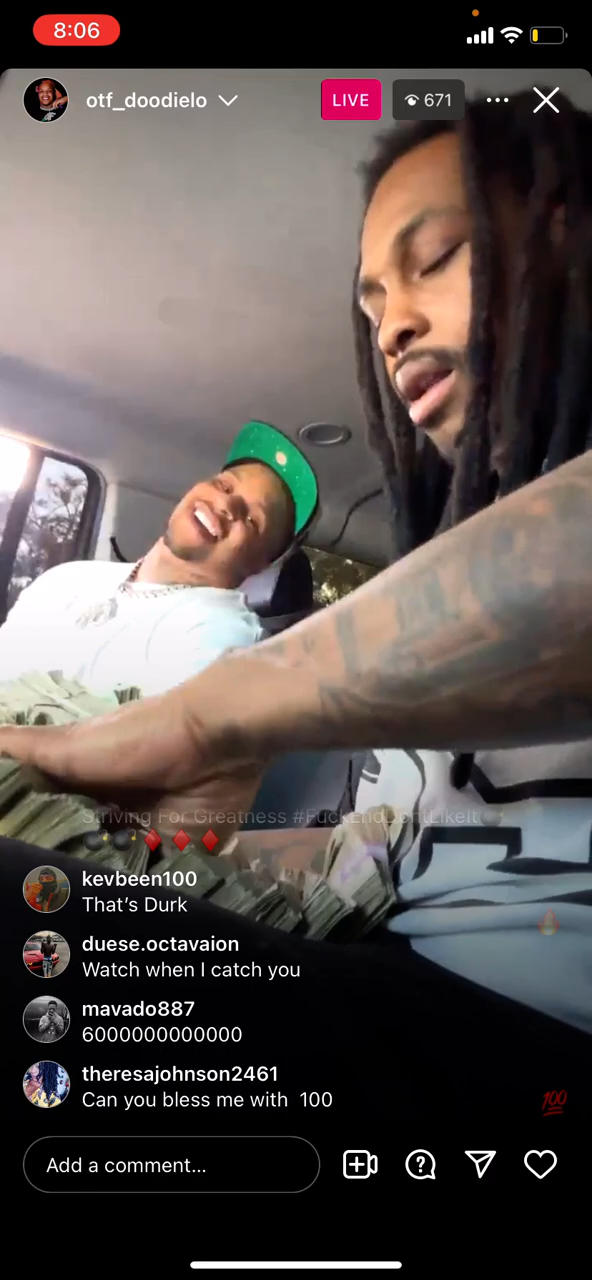 8:06
otf_doodielo
LIVE
671
Striving For Greatness #FuckEndDontLikeIt
kevbeen100
That’s Durk
duese.octavaion
Watch when I catch you
mavado887
6000000000000
theresajohnson2461
Can you bless me with 100
100
Add a comment...